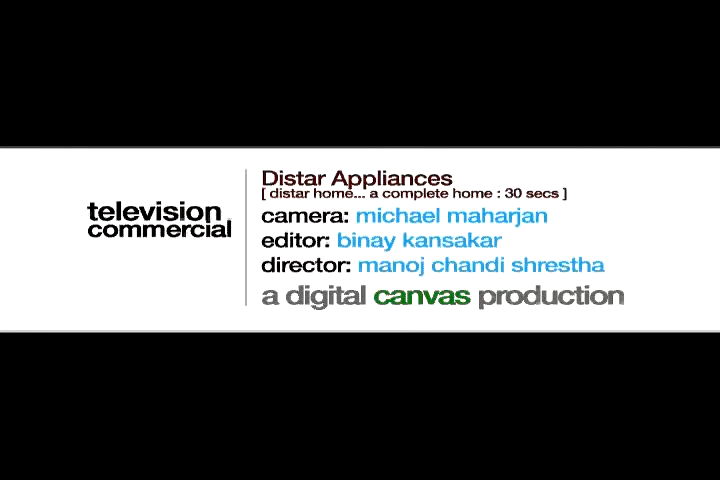 television
commercial
Distar Appliances
[ distar home... a complete home : 30 secs ]
camera: michael maharjan
editor: binay kansakar
director: manoj chandi shrestha
a digital canvas production